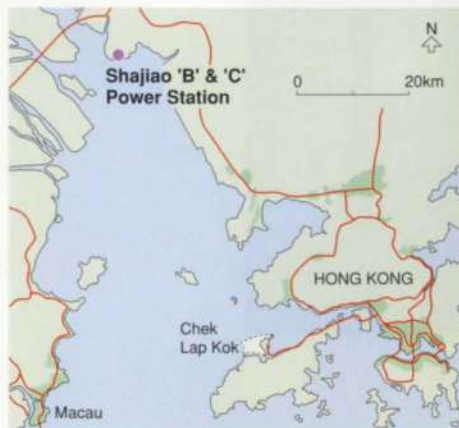 N
Shajiao 'B' & 'C'
Power Station
0 20km
HONG KONG
Chek
Lap Kok
Macau